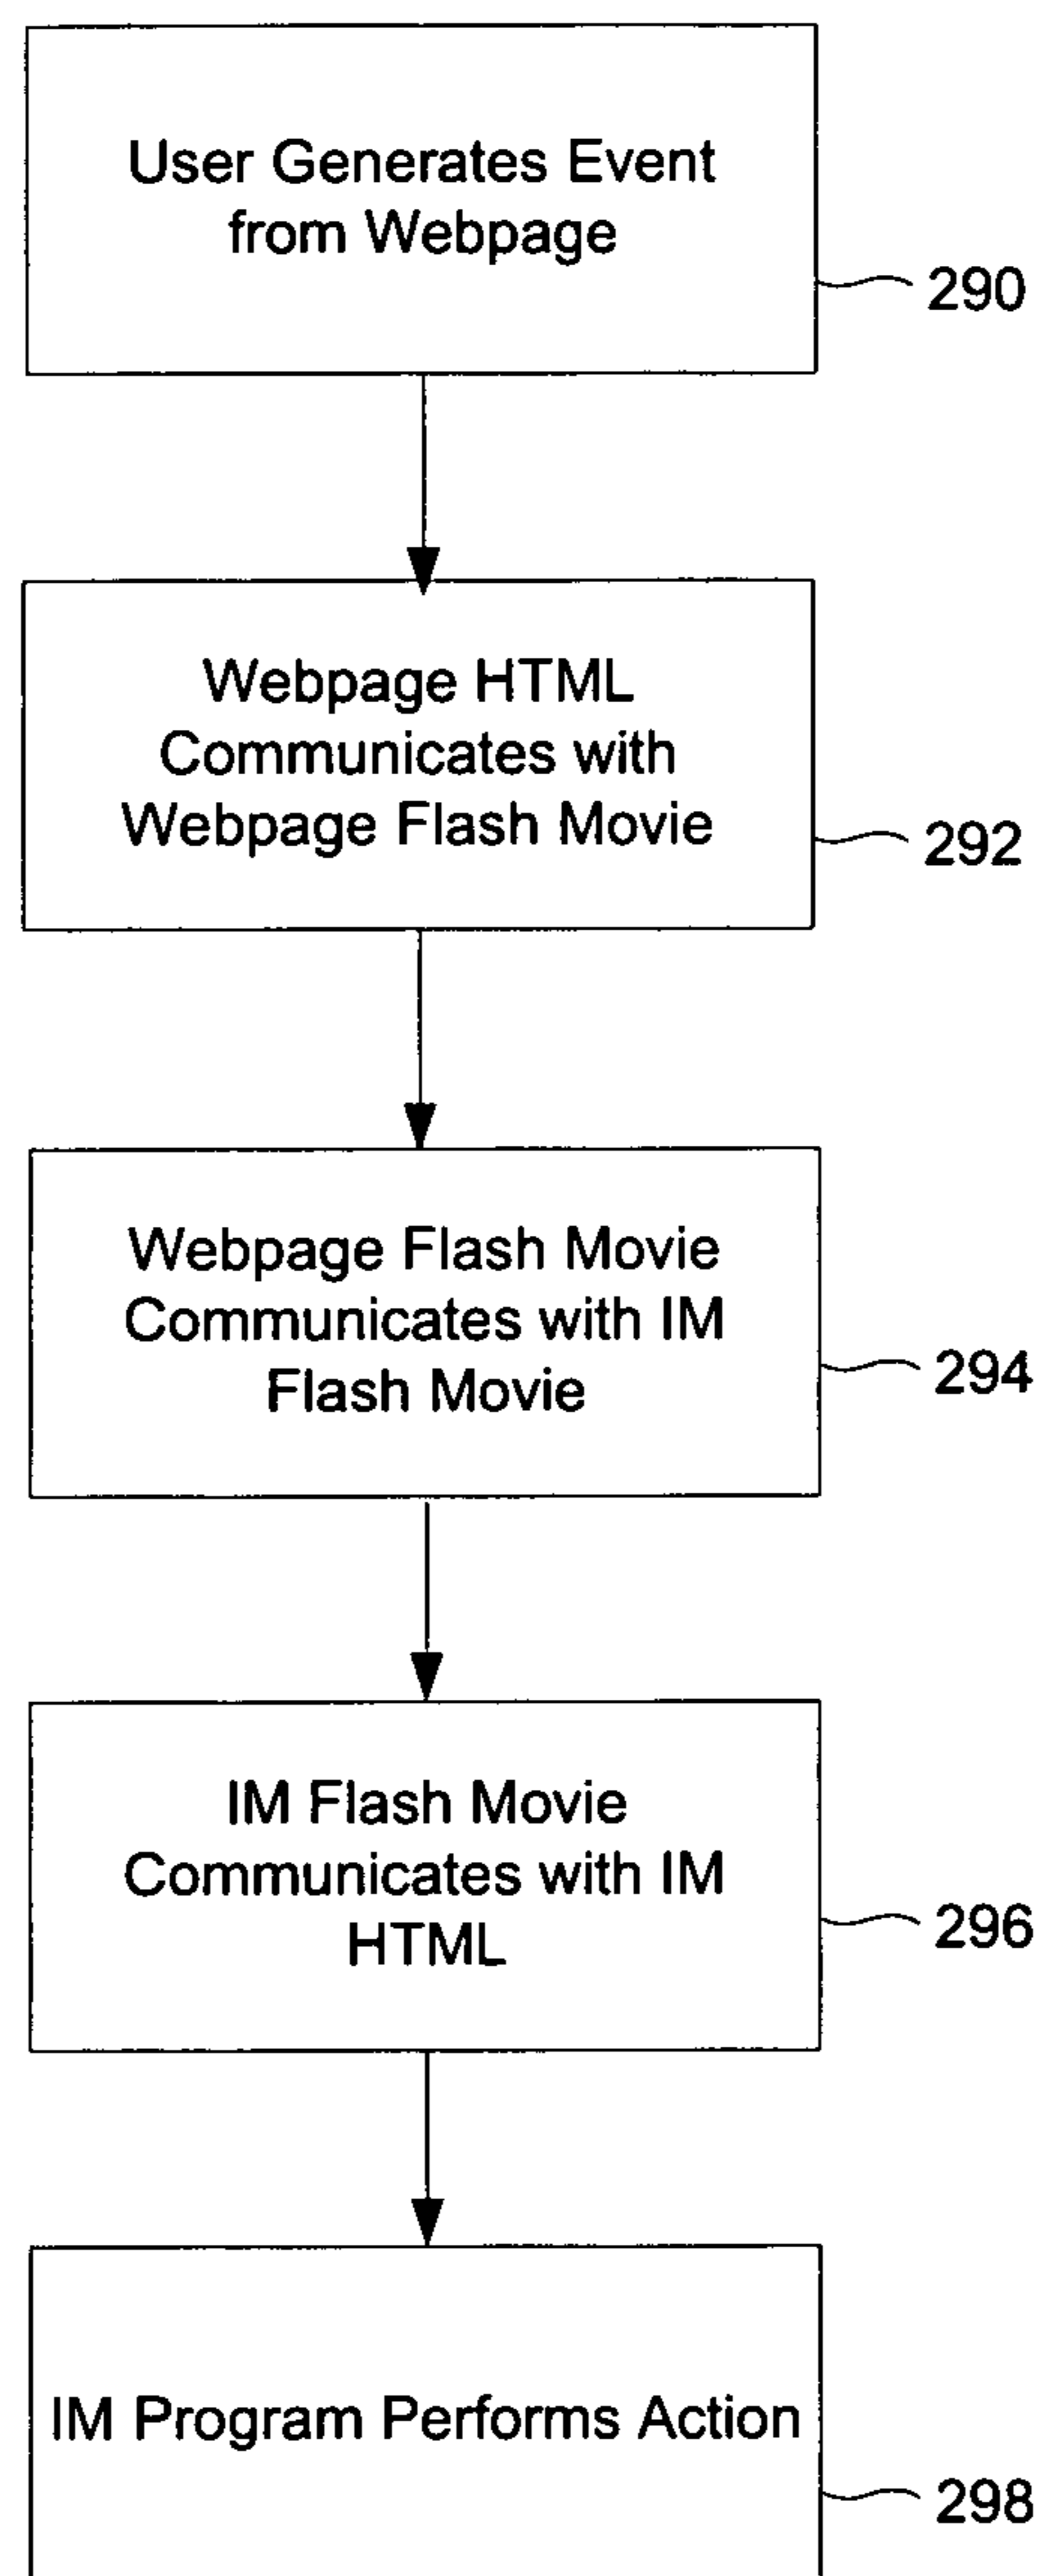 User Generates Event
from Webpage
290
Webpage HTML
Communicates with
Webpage Flash Movie
292
Webpage Flash Movie
Communicates with IM
Flash Movie
294
IM Flash Movie
Communicates with IM
HTML
296
IM Program Performs Action
298